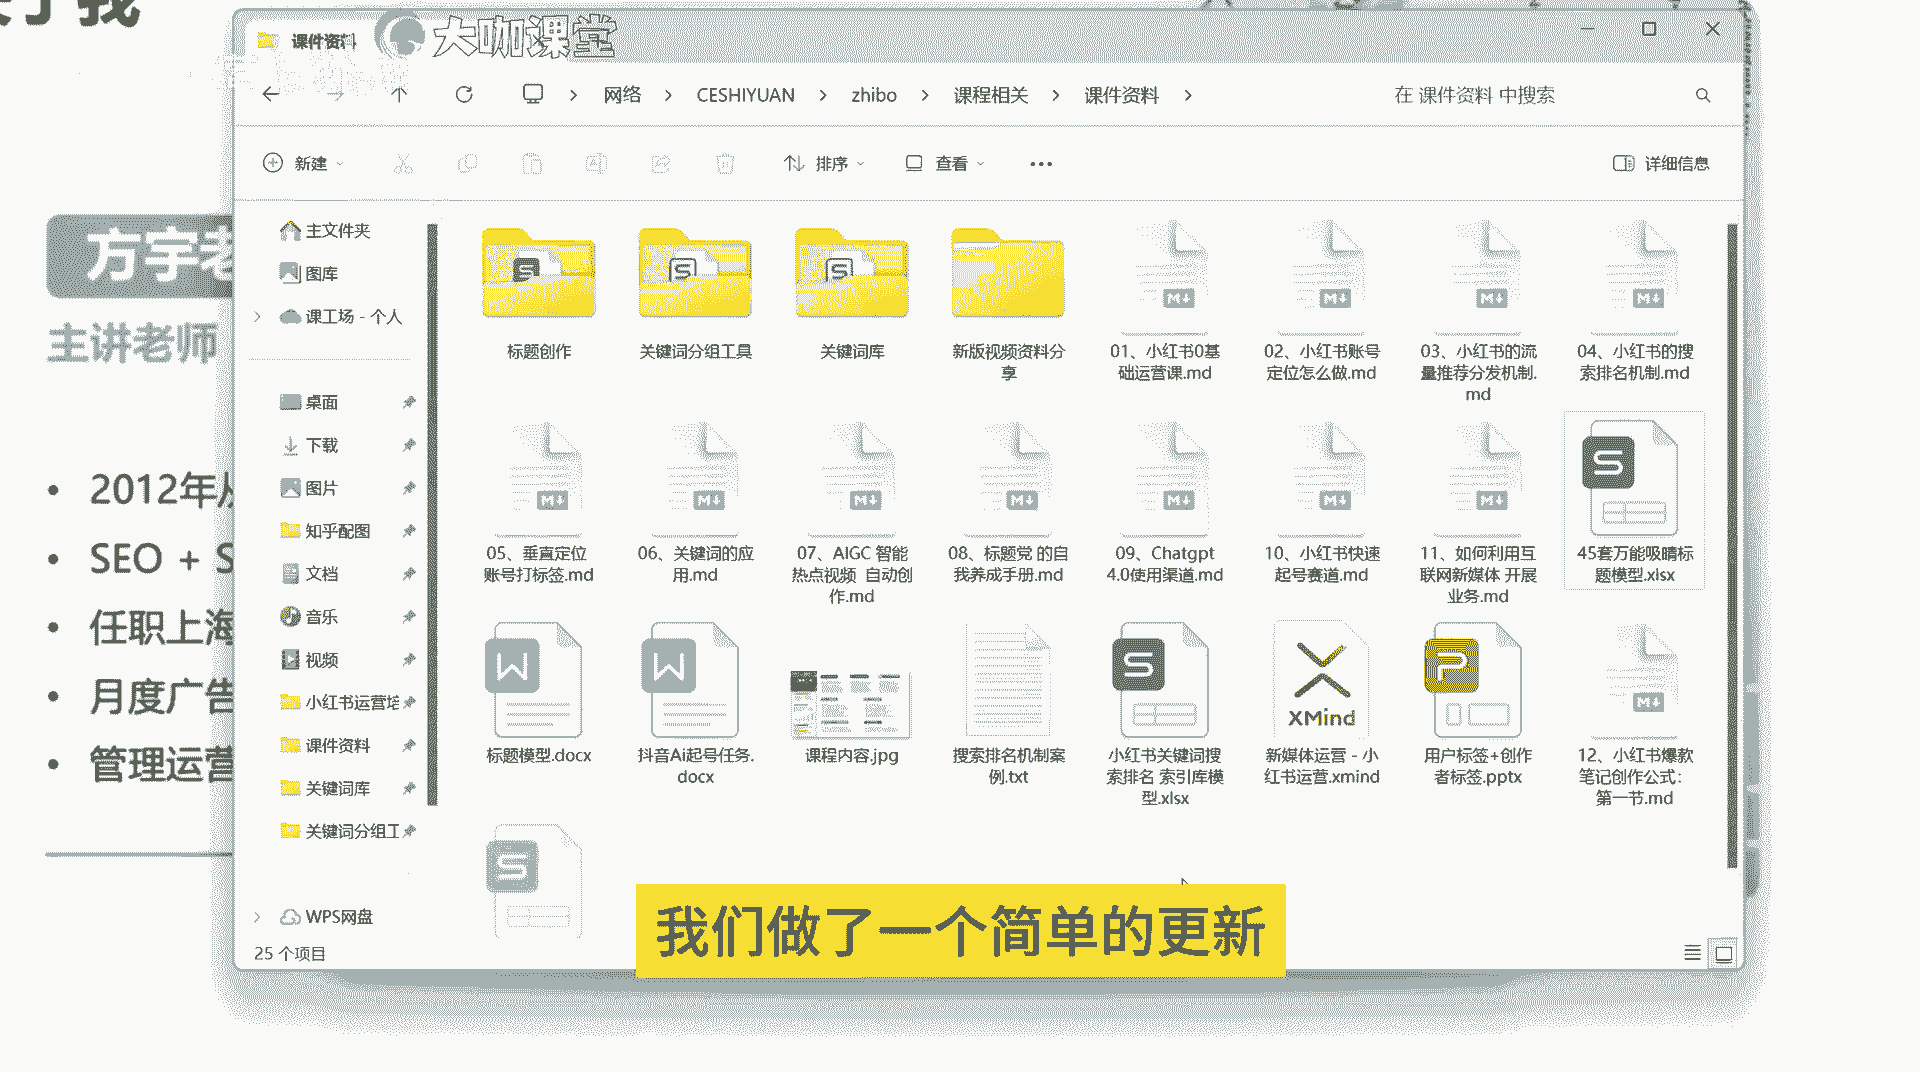 课件资料
大咖课堂
网络 > CESHIYUAN > zhibo > 课程相关 > 课件资料 >
在 课件资料 中搜索
新建
排序
查看
详细信息
方宇老
主讲老师
2012年从
SEO + S
任职上海
月度广告
管理运营
主文件夹
图库
课工场 - 个人
桌面
下载
图片
知乎配图
文档
音乐
视频
小红书运营培
课件资料
关键词库
关键词分组工
WPS网盘
25 个项目
标题创作
关键词分组工具
关键词库
新版视频资料分
享
01、小红书0基
础运营课.md
02、小红书账号
定位怎么做.md
03、小红书的流
量推荐分发机制.
md
04、小红书的搜
索排名机制.md
05、垂直定位
账号打标签.md
06、关键词的应
用.md
07、AIGC 智能
热点视频 自动创
作.md
08、标题党 的自
我养成手册.md
09、Chatgpt
4.0使用渠道.md
10、小红书快速
起号赛道.md
11、如何利用互
联网新媒体 开展
业务.md
45套万能吸睛标
题模型.xlsx
标题模型.docx
抖音Ai起号任务.
docx
课程内容.jpg
搜索排名机制案
例.txt
小红书关键词搜
索排名 索引库模
型.xlsx
XMind
新媒体运营 - 小
红书运营.xmind
用户标签+创作
者标签.pptx
12、小红书爆款
笔记创作公式：
第一节.md
我们做了一个简单的更新